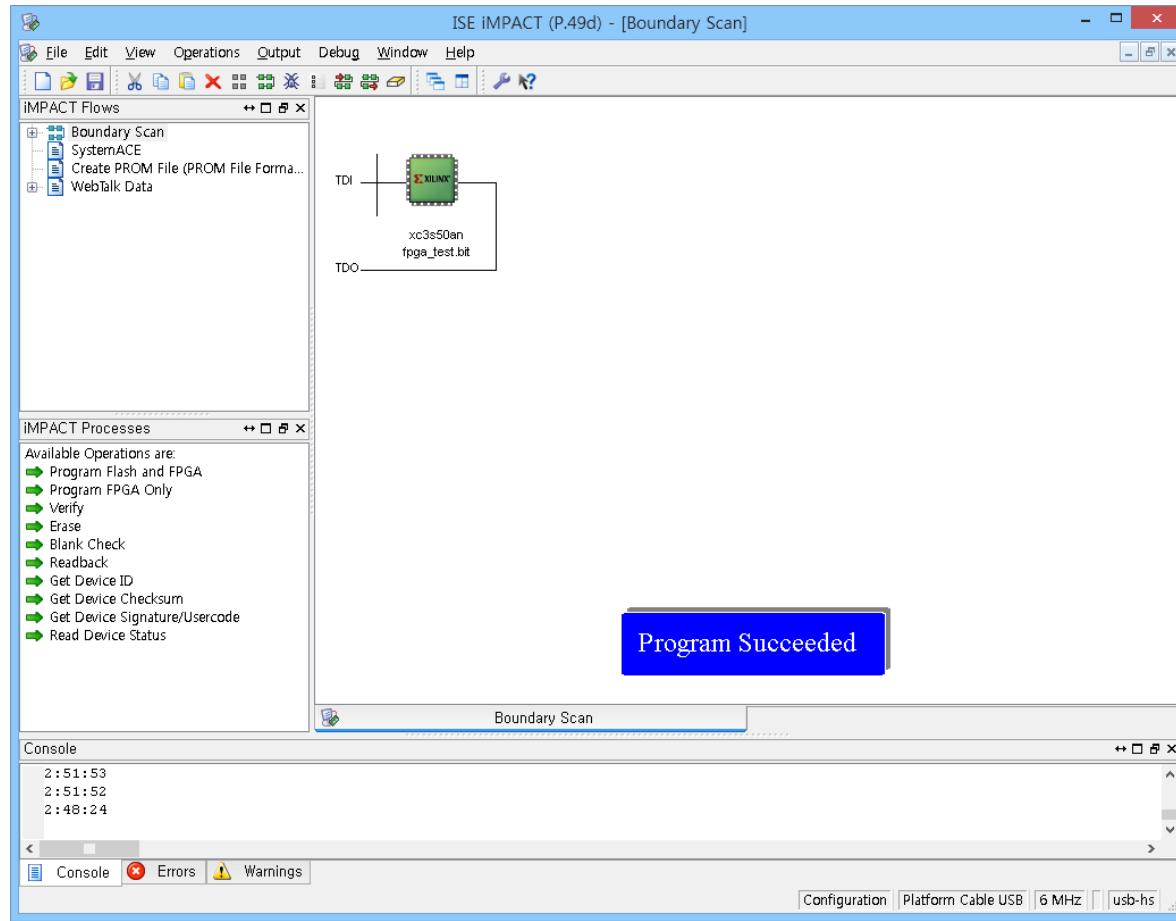 ISE iMPACT (P.49d) - [Boundary Scan]
File Edit View Operations Output Debug Window Help
iMPACT Flows
Boundary Scan
SystemACE
Create PROM File (PROM File Forma...
WebTalk Data
TDI
XILINX
xc3s50an
fpga_test.bit
TDO
iMPACT Processes
Available Operations are:
Program Flash and FPGA
Program FPGA Only
Verify
Erase
Blank Check
Readback
Get Device ID
Get Device Checksum
Get Device Signature/Usercode
Read Device Status
Program Succeeded
Boundary Scan
Console
2:51:53
2:51:52
2:48:24
Console Errors Warnings
Configuration Platform Cable USB 6 MHz usb-hs